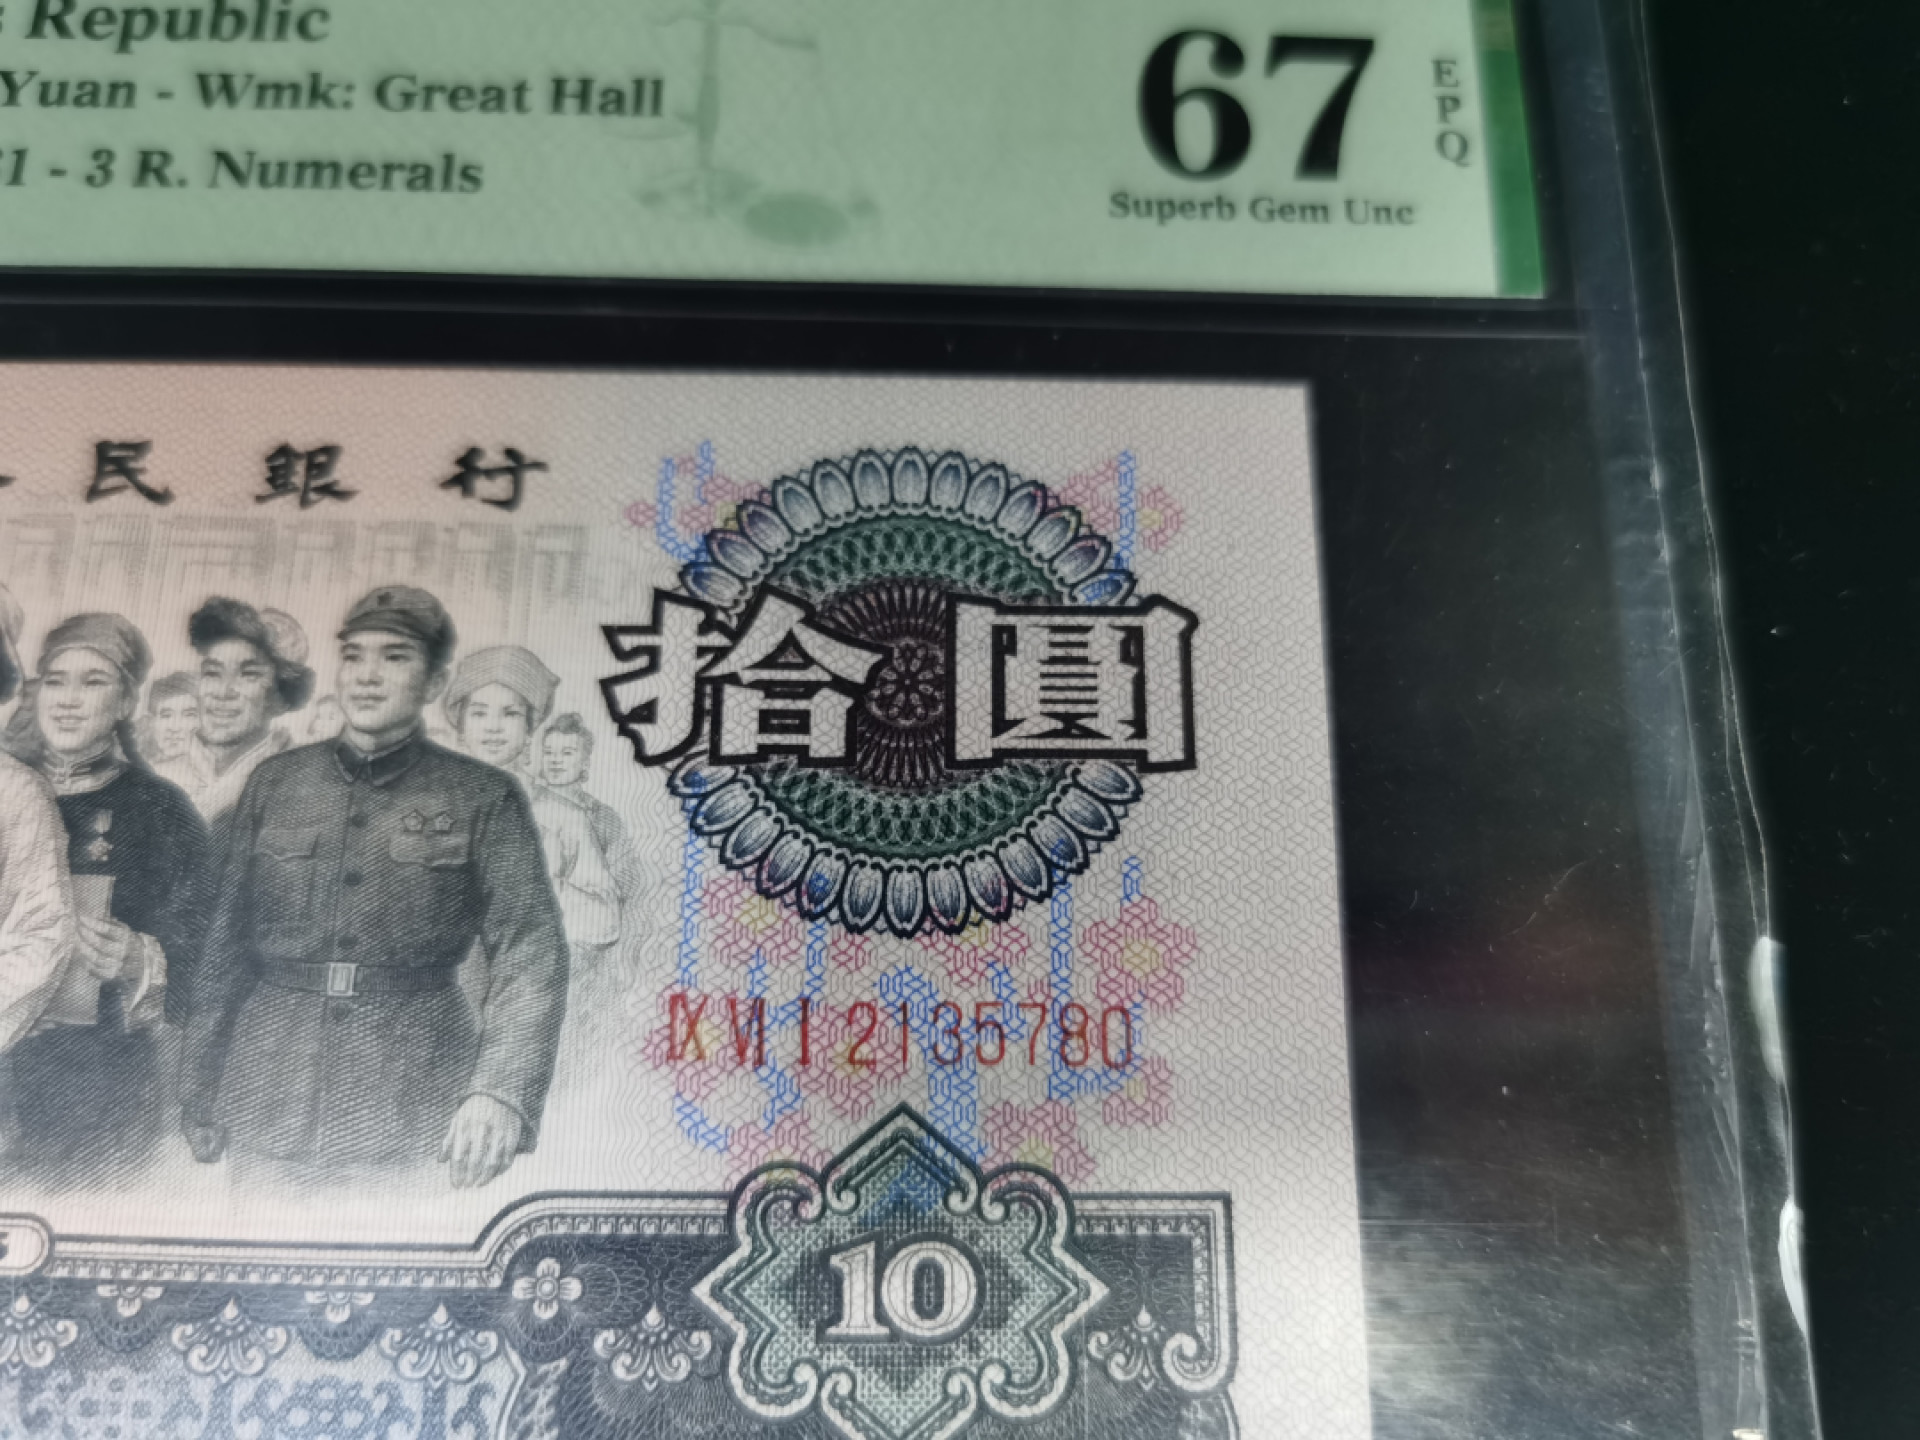 Republic
Yuan - Wmk: Great Hall
1 - 3 R. Numerals
67
EPQ
Superb Gem Unc
民銀行
拾圓
IX VI I 2135780
10